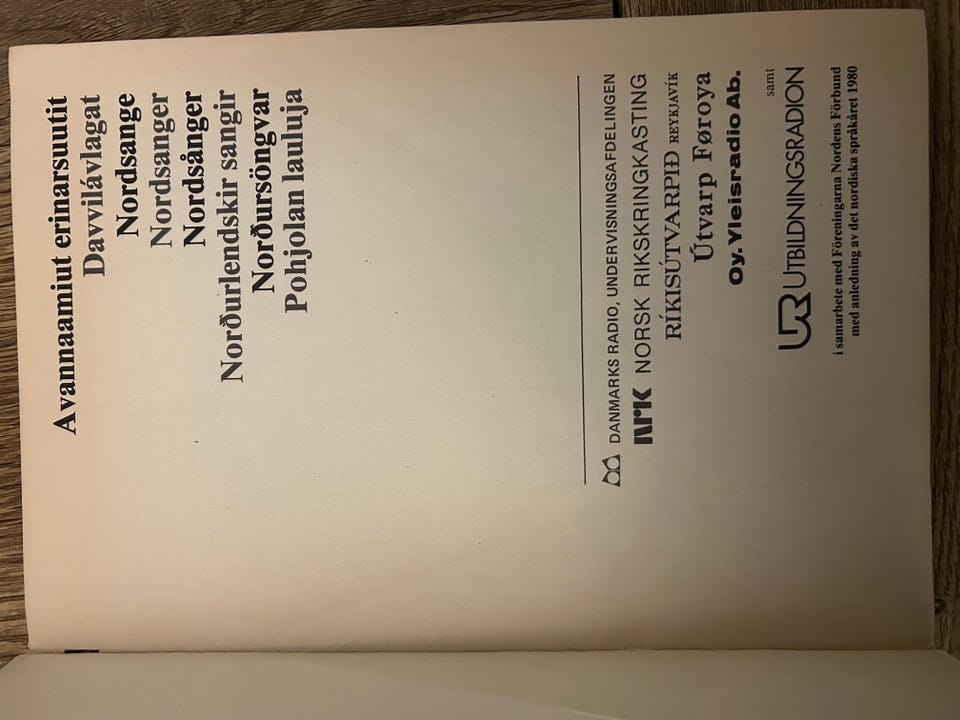 Avannaamiut erinarsuutit
Davvilávlagat
Nordsange
Nordsanger
Nordsånger
Norðurlendskir sangir
Norðursöngvar
Pohjolan lauluja
DANMARKS RADIO, UNDERVISNINGSAFDELINGEN
NRK NORSK RIKSKRINGKASTING
RÍKISÚTVARPIÐ REYKJAVÍK
Útvarp Føroya
Oy. Yleisradio Ab.
samt
UR UTBILDNINGSRADION
i samarbete med Föreningarna Nordens Förbund
med anledning av det nordiska språkåret 1980